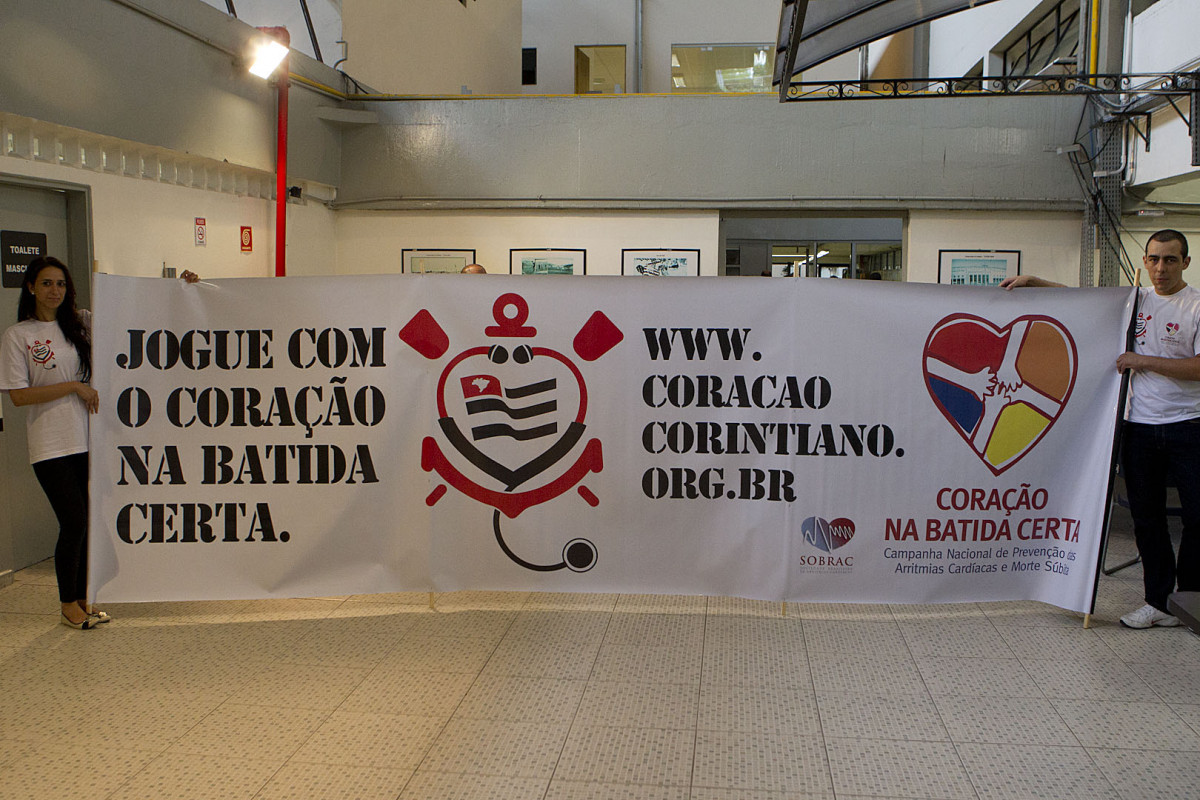 TOALETE
MASCU
JOGUE COM
O CORAÇÃO
NA BATIDA
CERTA.
WWW.
CORACAO
CORINTIANO.
ORG.BR
SOBRAC
CORAÇÃO
NA BATIDA CERTA
Campanha Nacional de Prevenção das
Arritmias Cardíacas e Morte Súbita